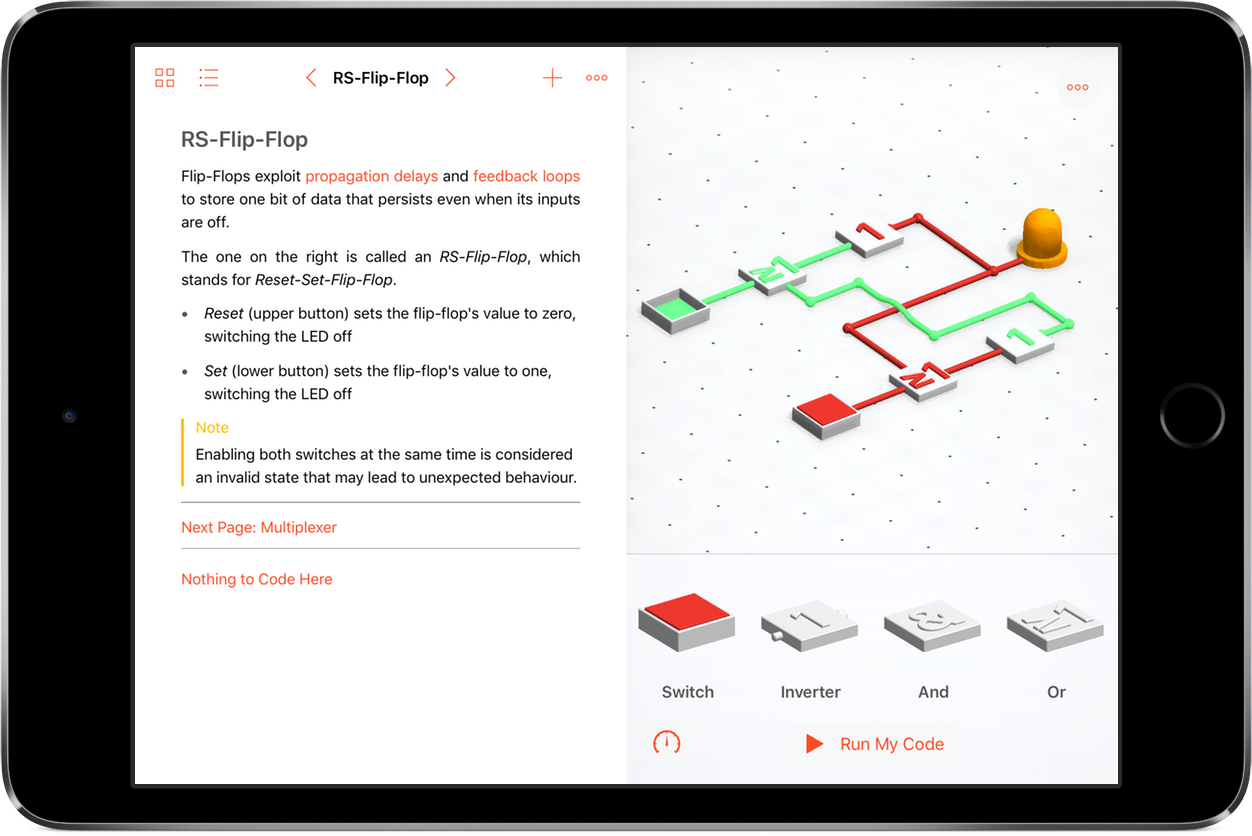 RS-Flip-Flop
RS-Flip-Flop
Flip-Flops exploit propagation delays and feedback loops
to store one bit of data that persists even when its inputs
are off.
The one on the right is called an RS-Flip-Flop, which
stands for Reset-Set-Flip-Flop.
• Reset (upper button) sets the flip-flop's value to zero,
switching the LED off
• Set (lower button) sets the flip-flop's value to one,
switching the LED off
Note
Enabling both switches at the same time is considered
an invalid state that may lead to unexpected behaviour.
Next Page: Multiplexer
Nothing to Code Here
1
≥1
1
≥1
1
&
≥1
Switch
Inverter
And
Or
Run My Code